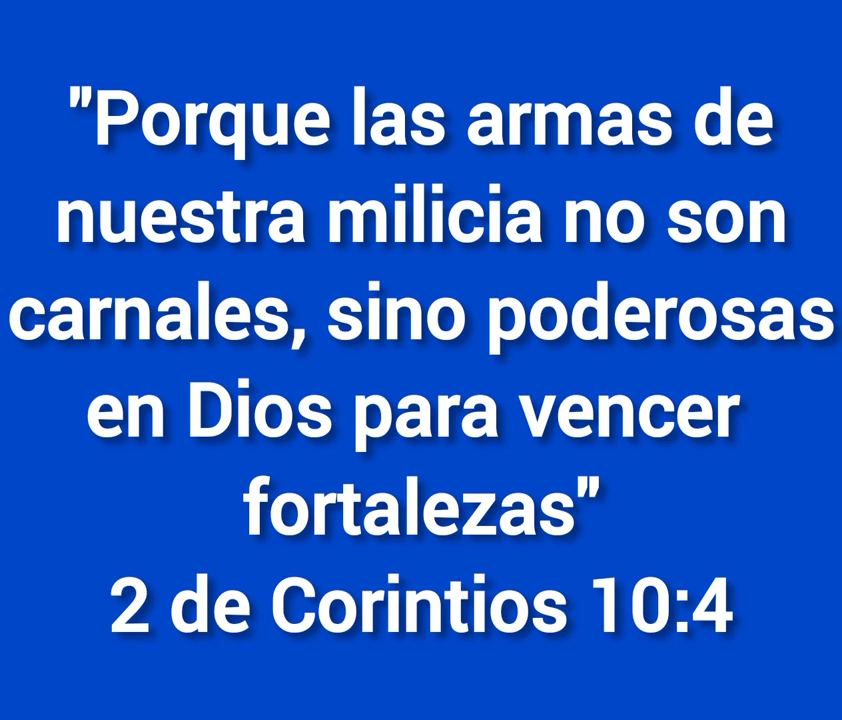 "Porque las armas de
nuestra milicia no son
carnales, sino poderosas
en Dios para vencer
fortalezas"
2 de Corintios 10:4